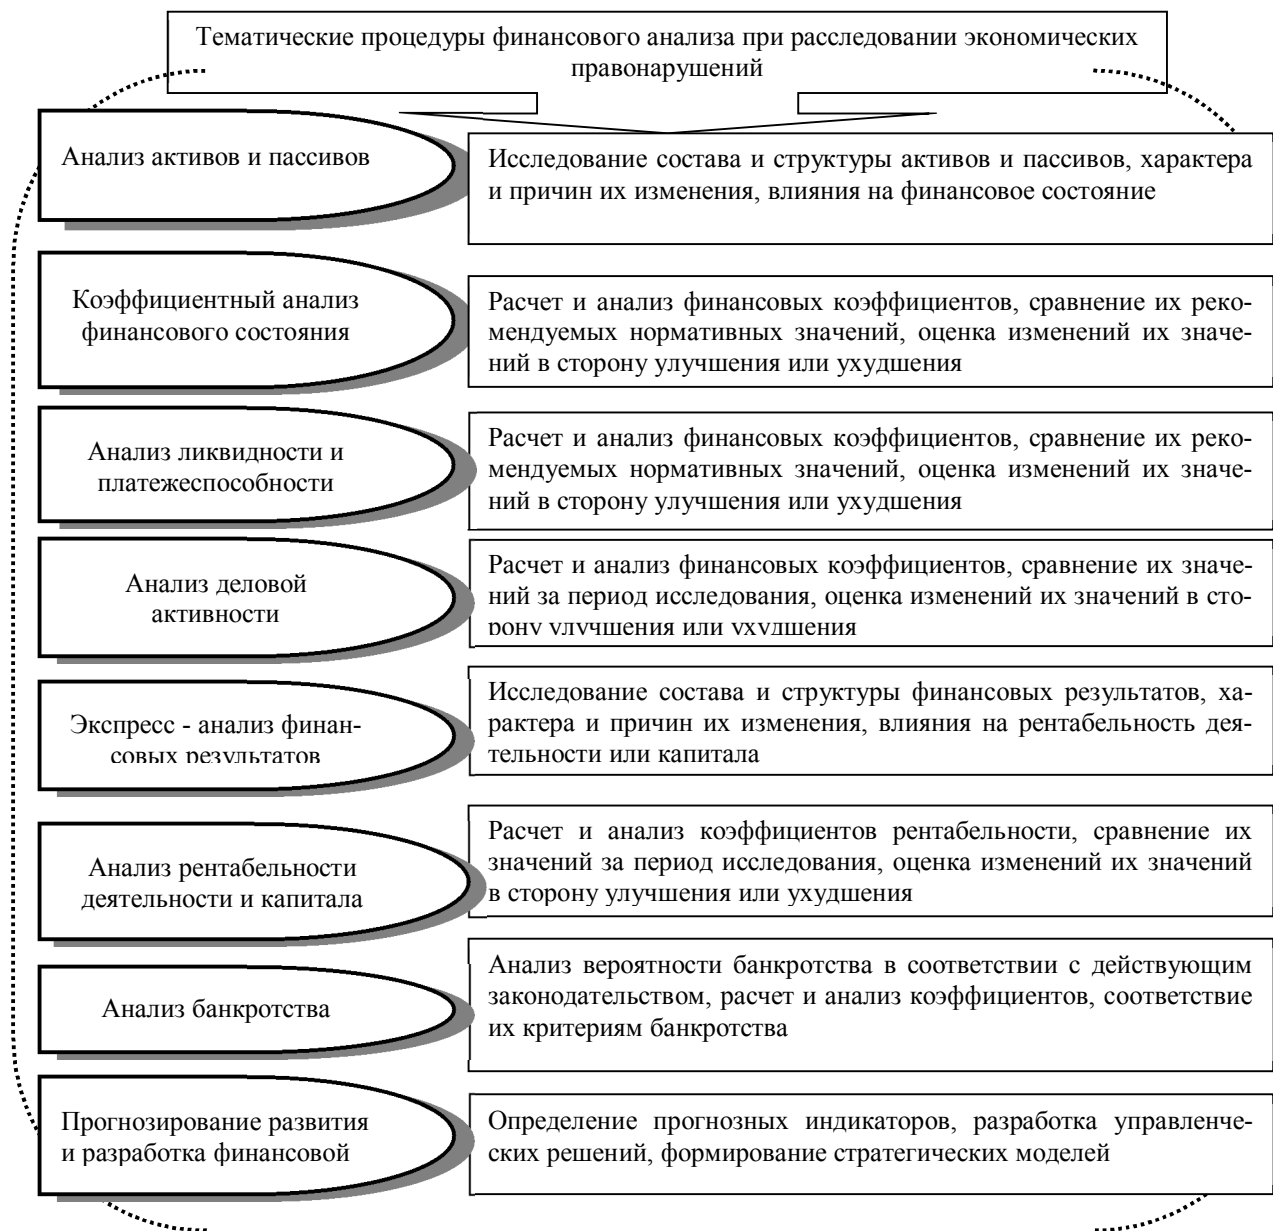 Тематические процедуры финансового анализа при расследовании экономических
правонарушений
Анализ активов и пассивов
Исследование состава и структуры активов и пассивов, характера
и причин их изменения, влияния на финансовое состояние
Коэффициентный анализ
финансового состояния
Расчет и анализ финансовых коэффициентов, сравнение их реко-
мендуемых нормативных значений, оценка изменений их значе-
ний в сторону улучшения или ухудшения
Анализ ликвидности и
платежеспособности
Расчет и анализ финансовых коэффициентов, сравнение их реко-
мендуемых нормативных значений, оценка изменений их значе-
ний в сторону улучшения или ухудшения
Анализ деловой
активности
Расчет и анализ финансовых коэффициентов, сравнение их значе-
ний за период исследования, оценка изменений их значений в сто-
рону улучшения или ухудшения
Экспресс - анализ финан-
совых результатов
Исследование состава и структуры финансовых результатов, ха-
рактера и причин их изменения, влияния на рентабельность дея-
тельности или капитала
Анализ рентабельности
деятельности и капитала
Расчет и анализ коэффициентов рентабельности, сравнение их
значений за период исследования, оценка изменений их значений
в сторону улучшения или ухудшения
Анализ банкротства
Анализ вероятности банкротства в соответствии с действующим
законодательством, расчет и анализ коэффициентов, соответствие
их критериям банкротства
Прогнозирование развития
и разработка финансовой
Определение прогнозных индикаторов, разработка управленче-
ских решений, формирование стратегических моделей